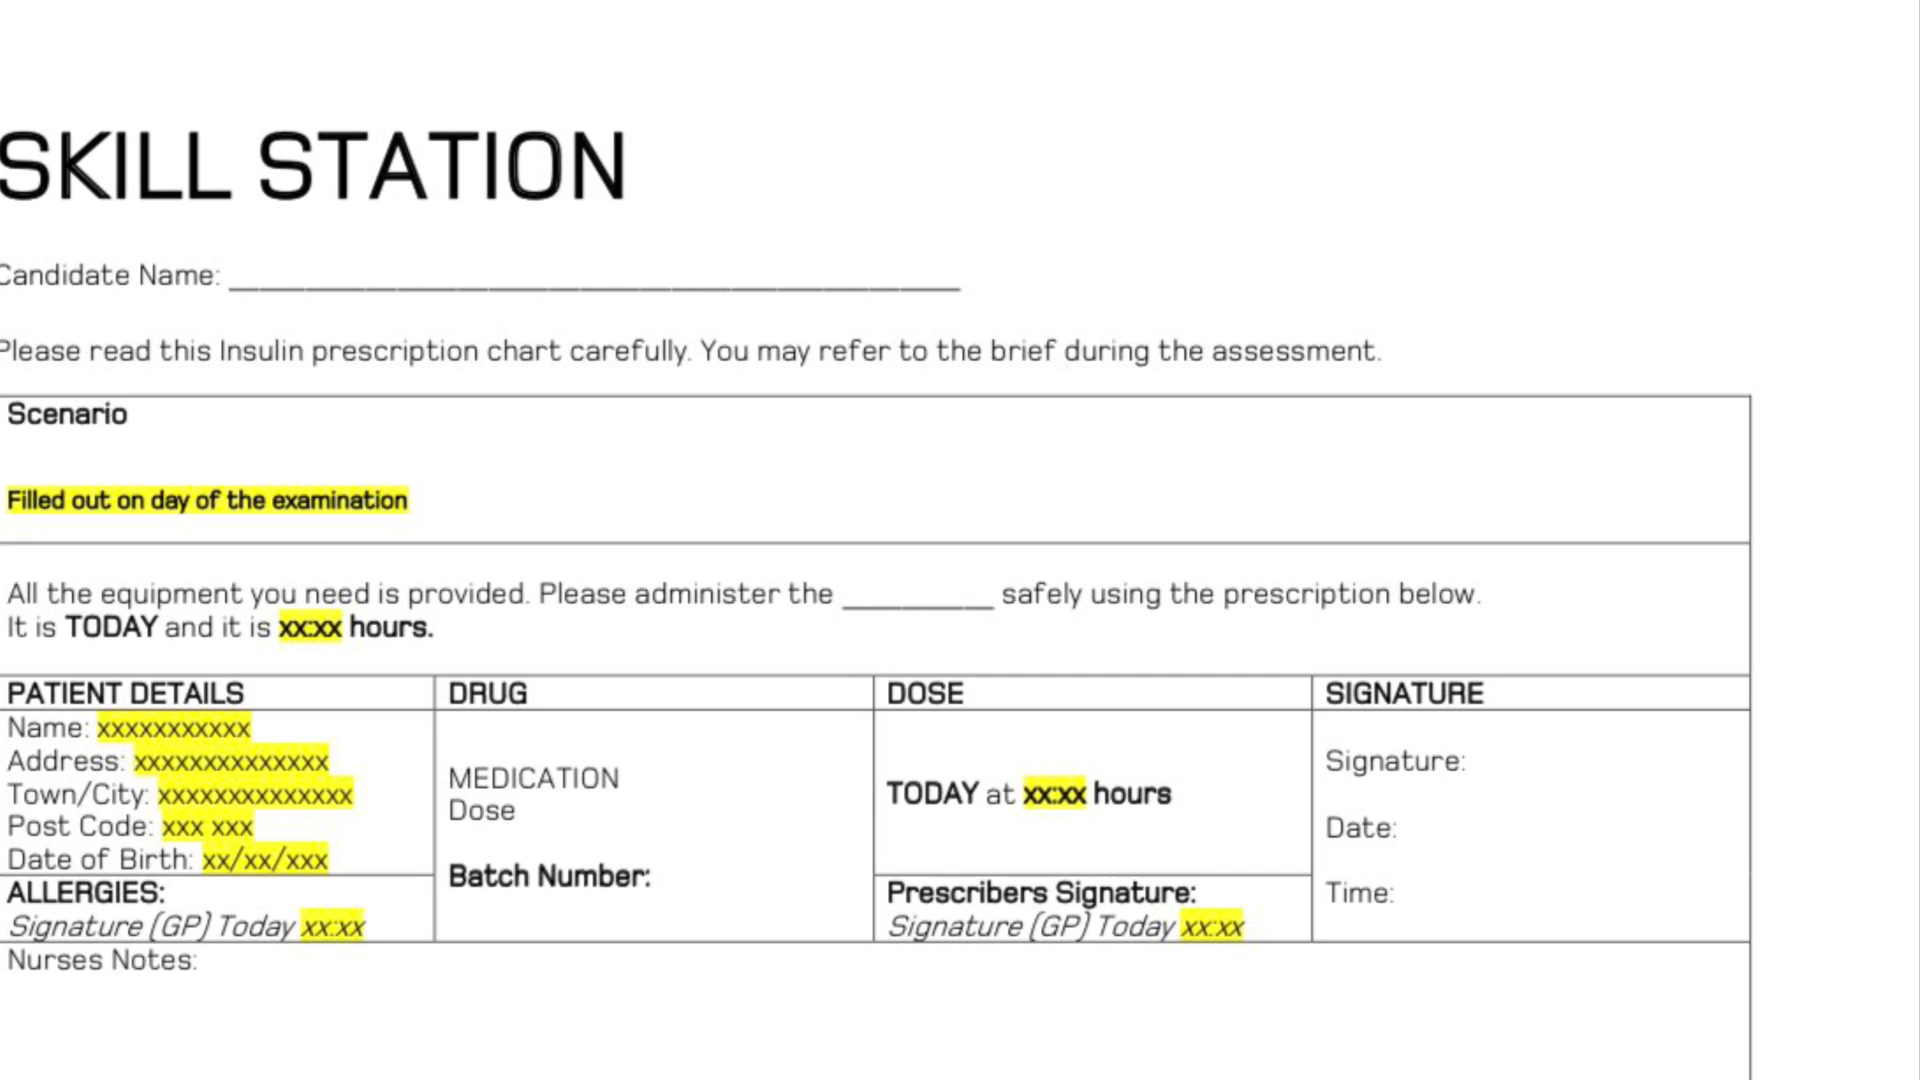 SKILL STATION
Candidate Name: ________________________________________________
Please read this Insulin prescription chart carefully. You may refer to the brief during the assessment.
Scenario
Filled out on day of the examination
All the equipment you need is provided. Please administer the __________ safely using the prescription below.
It is TODAY and it is xx:xx hours.
PATIENT DETAILS
DRUG
DOSE
SIGNATURE
Name: xxxxxxxxxxx
Address: xxxxxxxxxxxxxx
Town/City: xxxxxxxxxxxxxx
Post Code: xxx xxx
Date of Birth: xx/xx/xxx
MEDICATION
Dose
Batch Number:
TODAY at xx:xx hours
Signature:
Date:
Time:
ALLERGIES:
Signature (GP) Today xx:xx
Prescribers Signature:
Signature (GP) Today xx:xx
Nurses Notes: